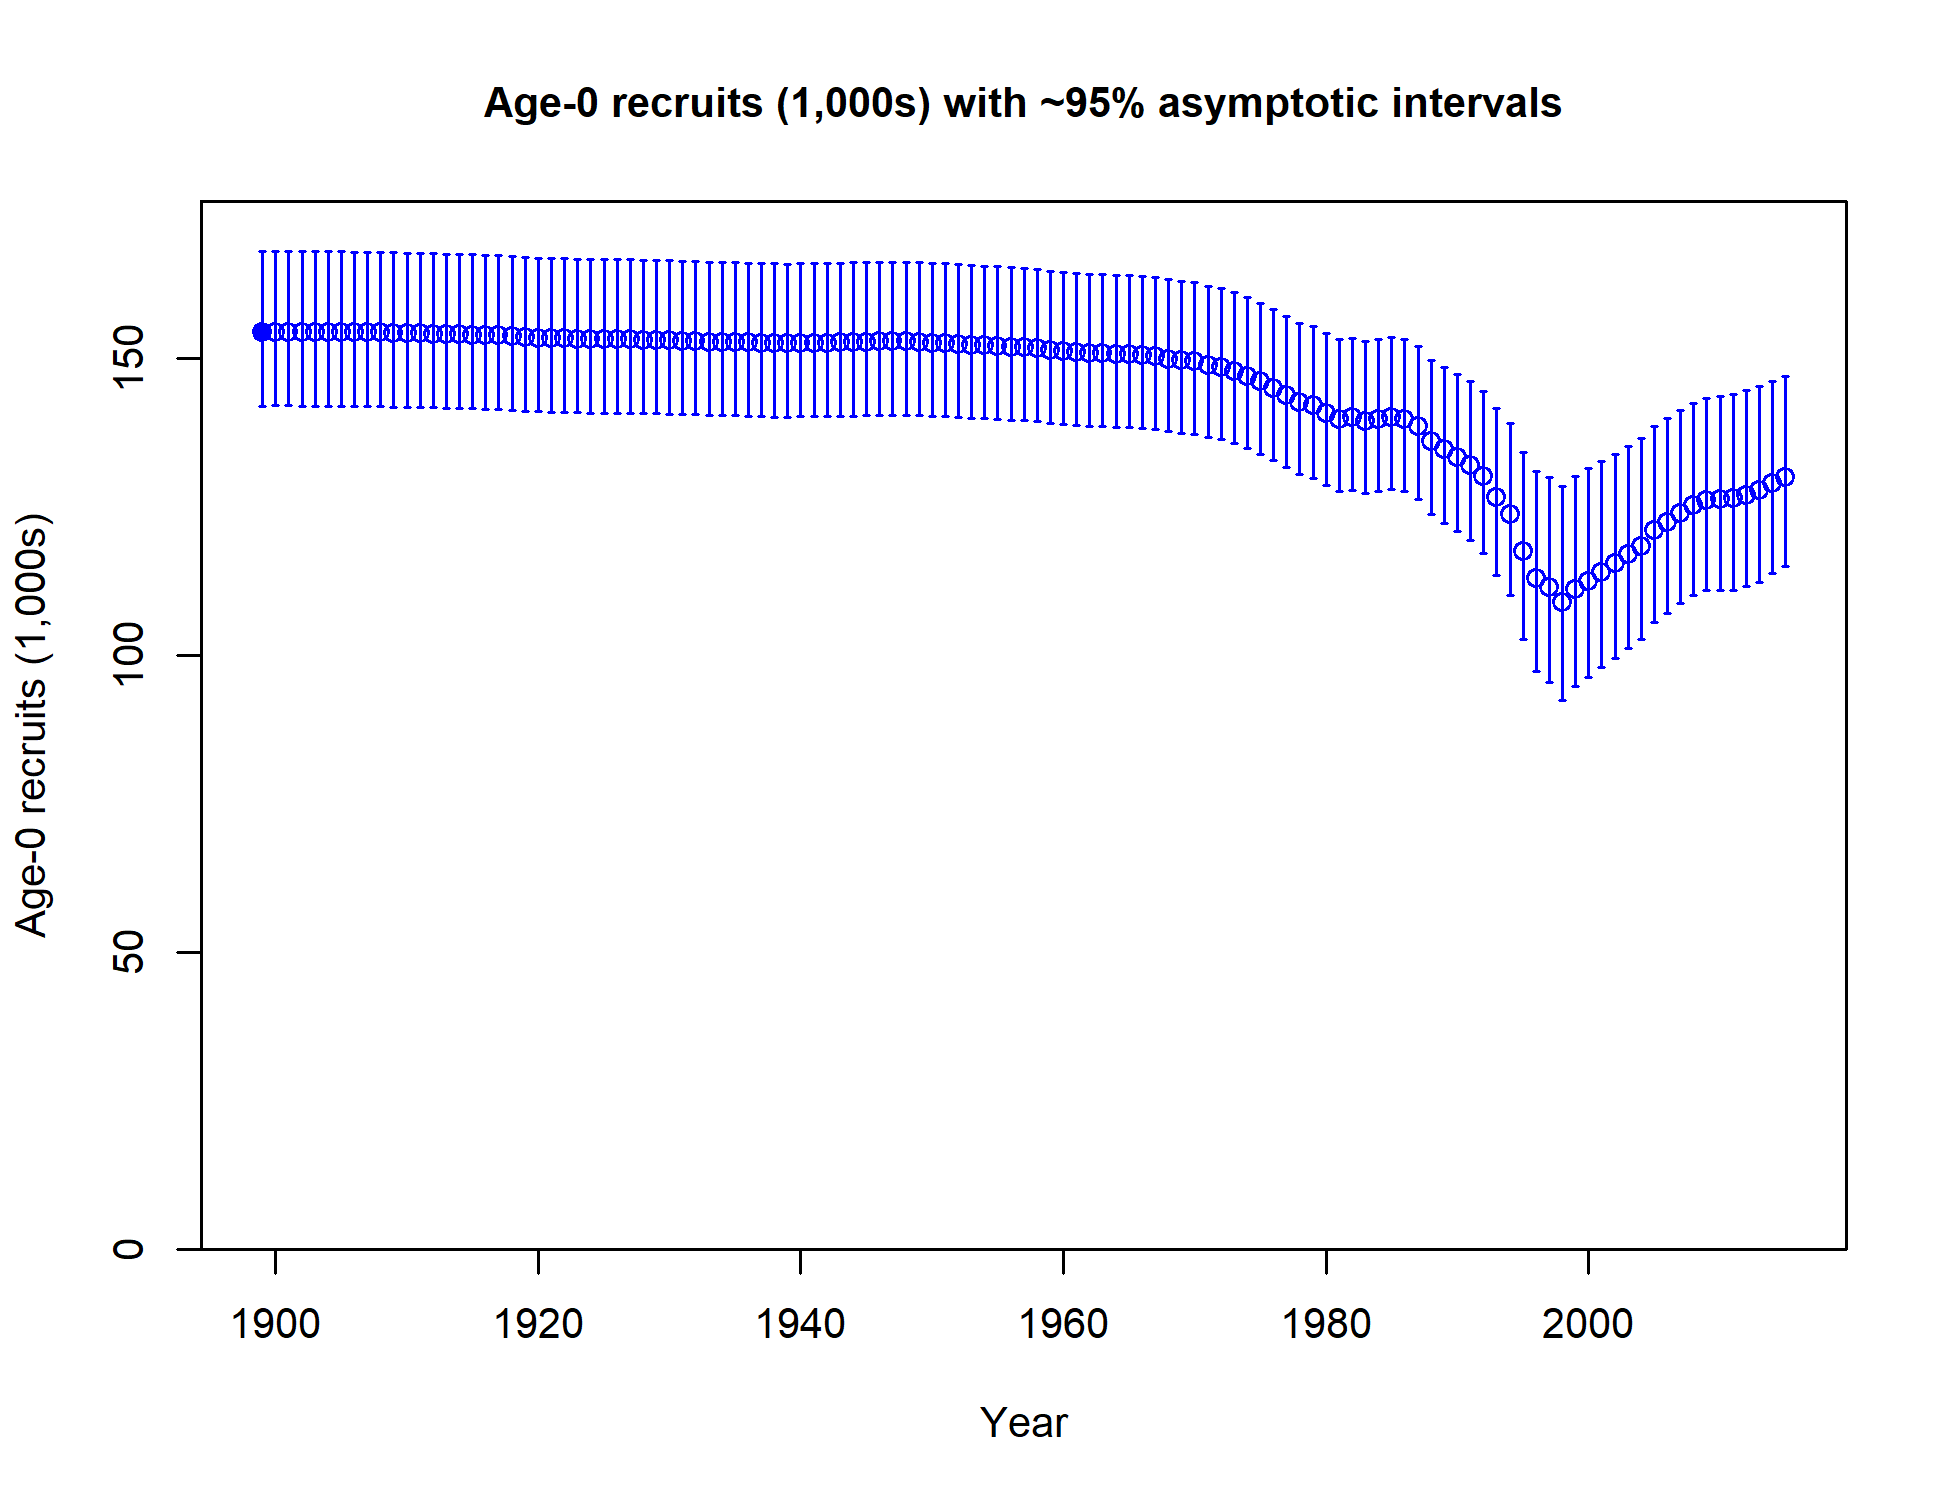 Age-0 recruits (1,000s) with ~95% asymptotic intervals
Age-0 recruits (1,000s)
150
100
50
0
1900 1920 1940 1960 1980 2000
Year